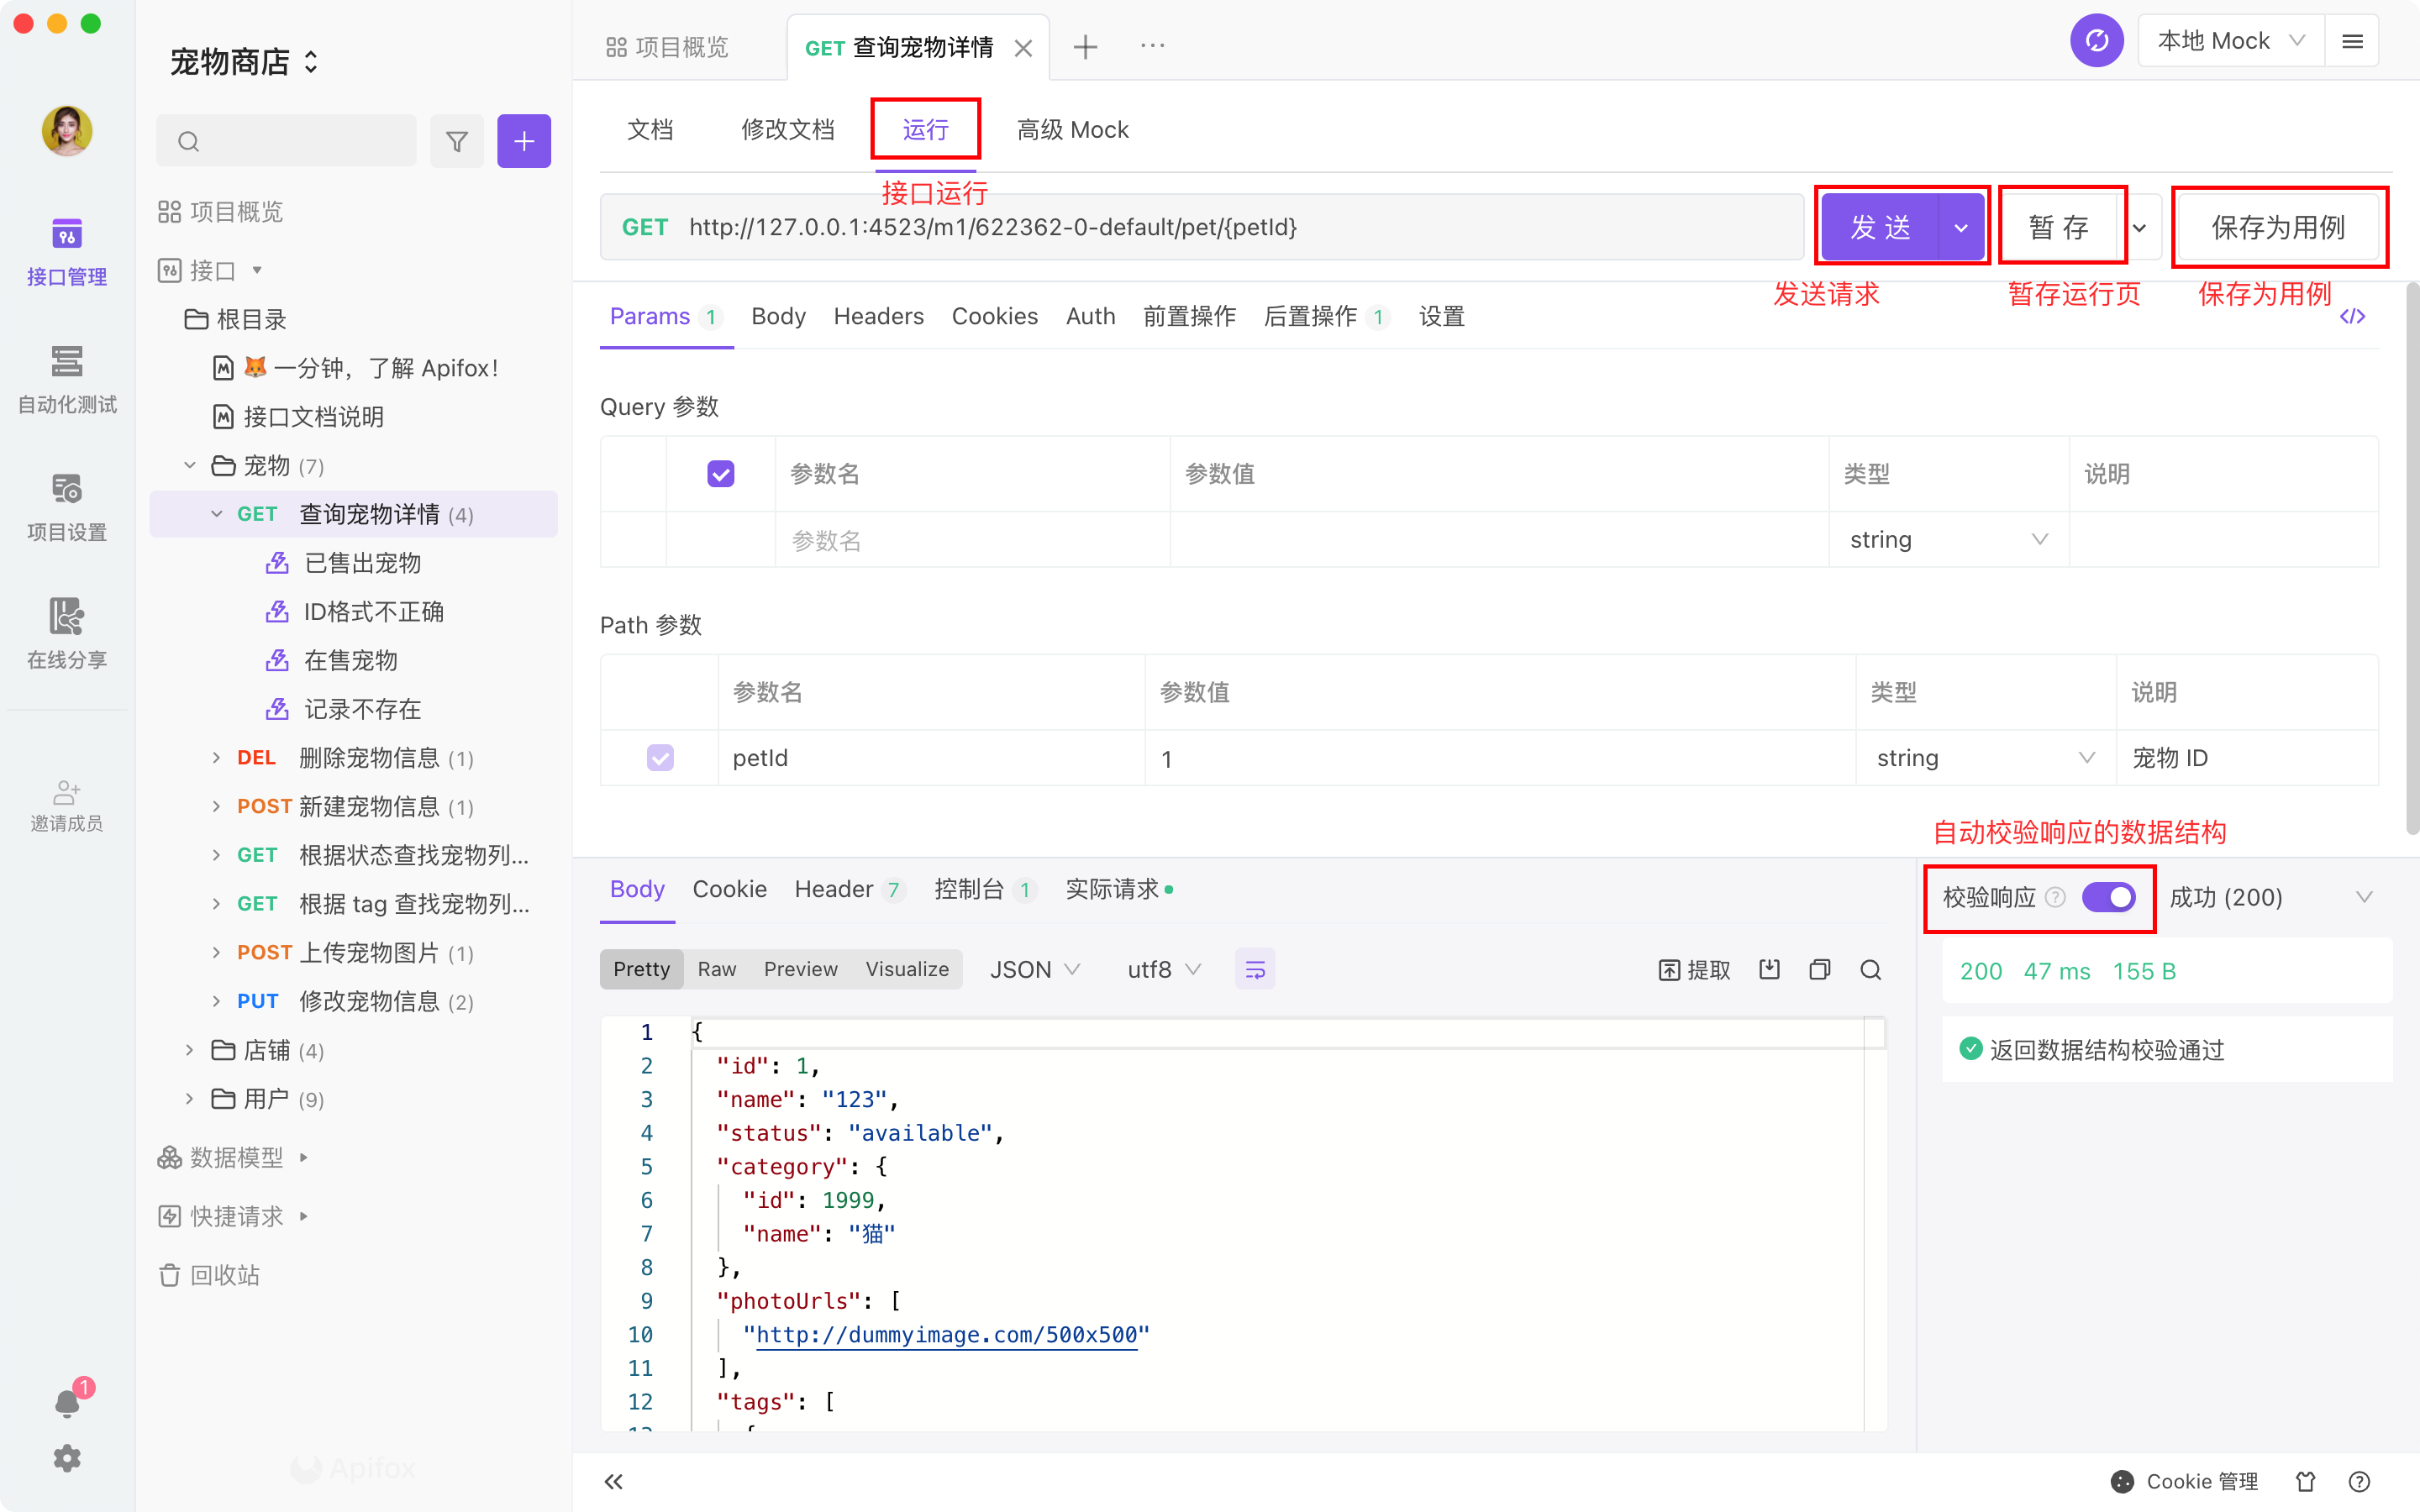 宠物商店
项目概览
GET 查询宠物详情
本地 Mock
接口管理
自动化测试
项目设置
在线分享
邀请成员
1
项目概览
接口
根目录
一分钟，了解 Apifox！
接口文档说明
宠物 (7)
GET 查询宠物详情 (4)
已售出宠物
ID格式不正确
在售宠物
记录不存在
DEL 删除宠物信息 (1)
POST 新建宠物信息 (1)
GET 根据状态查找宠物列...
GET 根据 tag 查找宠物列...
POST 上传宠物图片 (1)
PUT 修改宠物信息 (2)
店铺 (4)
用户 (9)
数据模型
快捷请求
回收站
Apifox
文档 修改文档 运行 高级 Mock
接口运行
GET http://127.0.0.1:4523/m1/622362-0-default/pet/{petId}
发 送 暂 存 保存为用例
发送请求 暂存运行页 保存为用例
Params 1 Body Headers Cookies Auth 前置操作 后置操作 1 设置
Query 参数
参数名 参数值 类型 说明
参数名 string
Path 参数
参数名 参数值 类型 说明
petId 1 string 宠物 ID
自动校验响应的数据结构
Body Cookie Header 7 控制台 1 实际请求
校验响应 成功 (200)
Pretty Raw Preview Visualize JSON utf8 提取
200 47 ms 155 B
返回数据结构校验通过
1 {
2 "id": 1,
3 "name": "123",
4 "status": "available",
5 "category": {
6 "id": 1999,
7 "name": "猫"
8 },
9 "photoUrls": [
10 "http://dummyimage.com/500x500"
11 ],
12 "tags": [
Cookie 管理